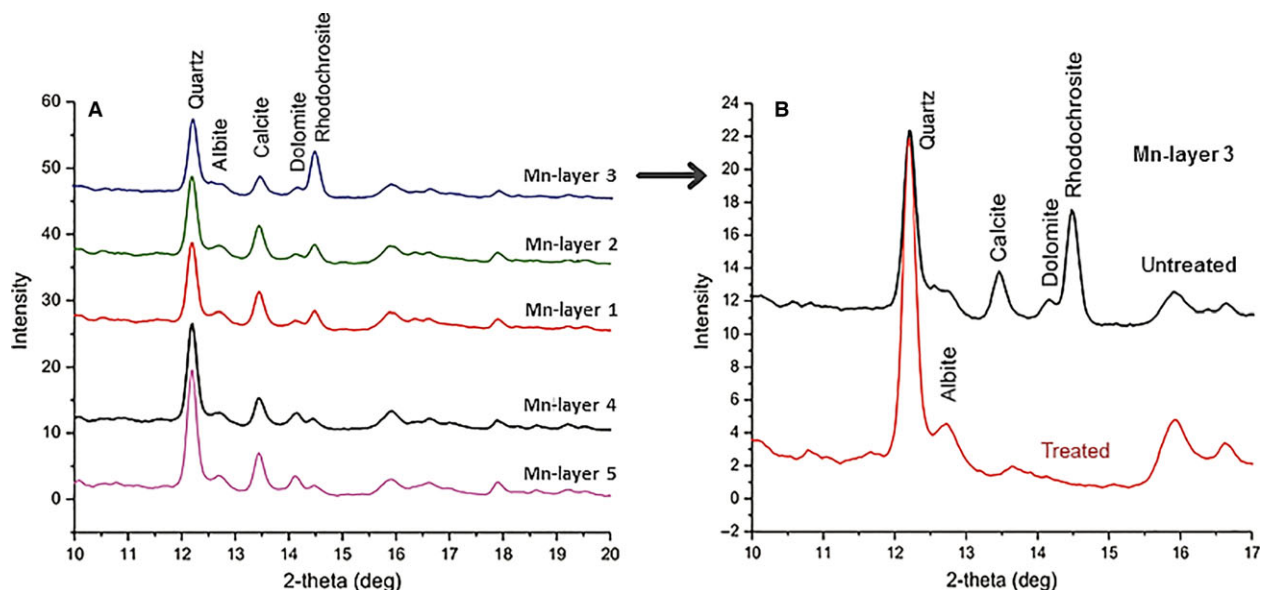 A
Quartz
Albite
Calcite
Dolomite
Rhodochrosite
60
50
40
30
20
10
0
Intensity
Mn-layer 3
Mn-layer 2
Mn-layer 1
Mn-layer 4
Mn-layer 5
10 11 12 13 14 15 16 17 18 19 20
2-theta (deg)
B
Quartz
Calcite
Dolomite
Rhodochrosite
Mn-layer 3
Untreated
Albite
Treated
24
22
20
18
16
14
12
10
8
6
4
2
0
−2
Intensity
10 11 12 13 14 15 16 17
2-theta (deg)